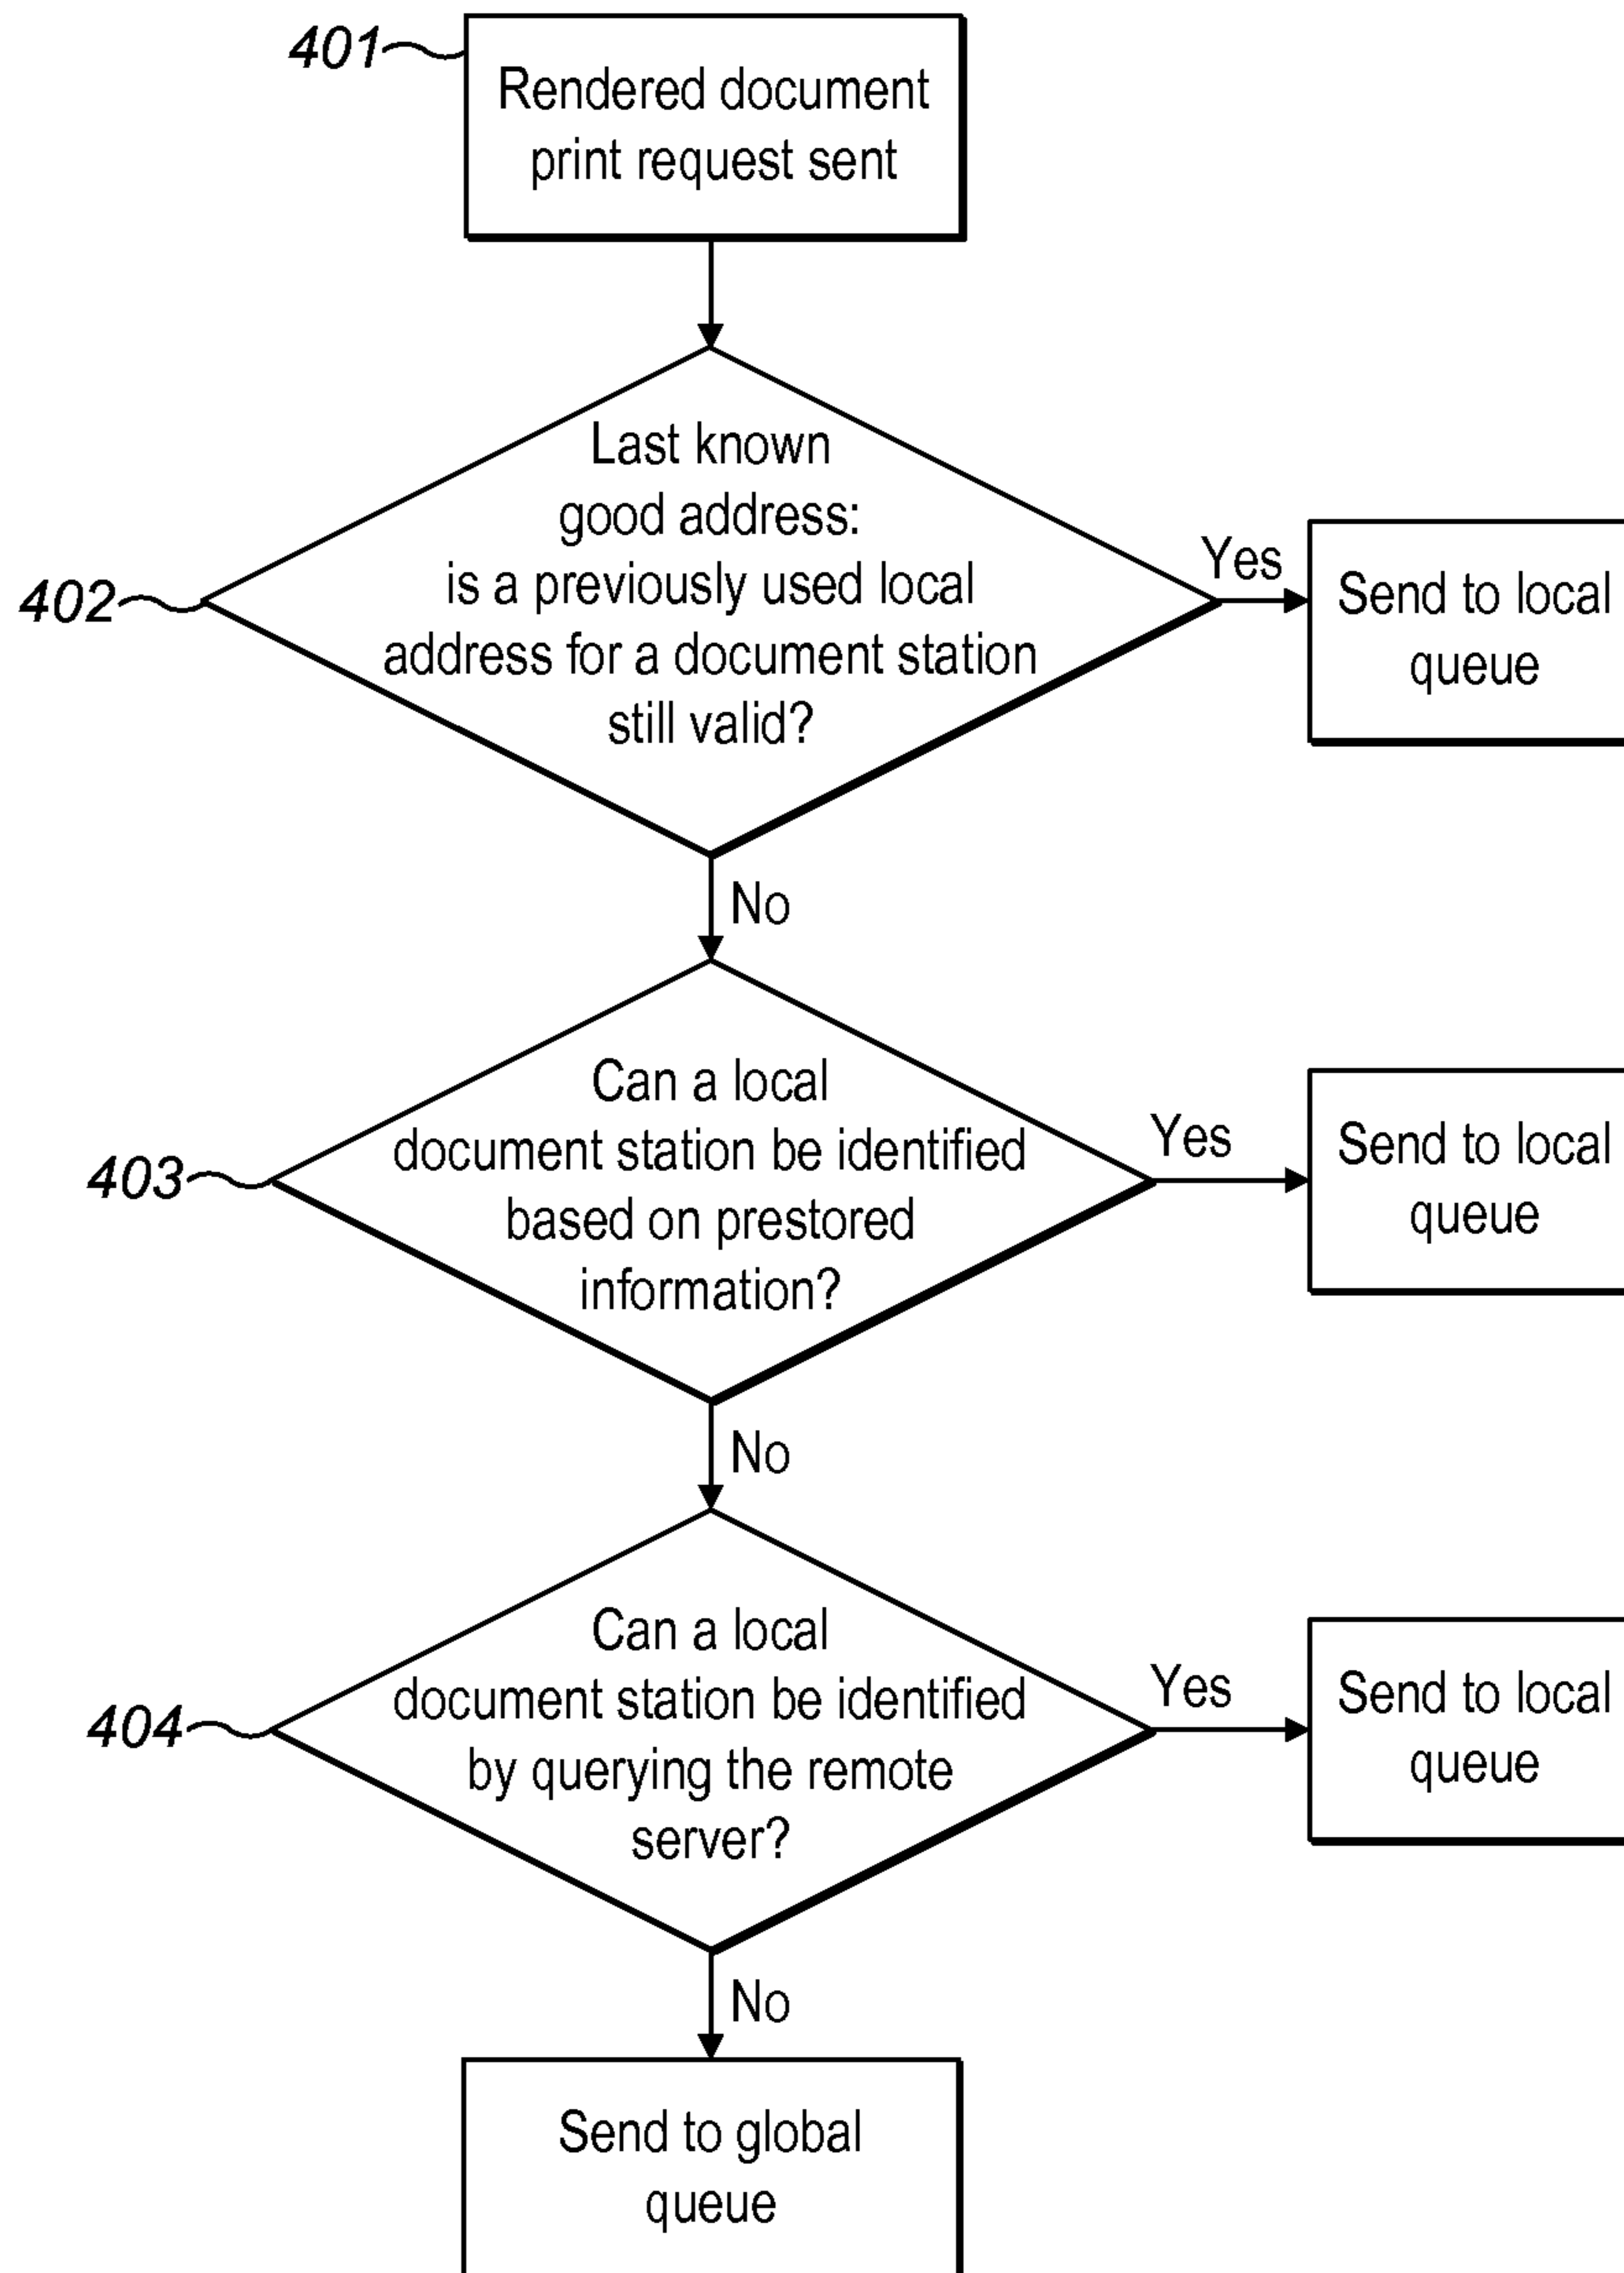 401
Rendered document
print request sent
Last known
good address:
is a previously used local
address for a document station
still valid?
402
Yes
Send to local
queue
No
Can a local
document station be identified
based on prestored
information?
403
Yes
Send to local
queue
No
Can a local
document station be identified
by querying the remote
server?
404
Yes
Send to local
queue
No
Send to global
queue